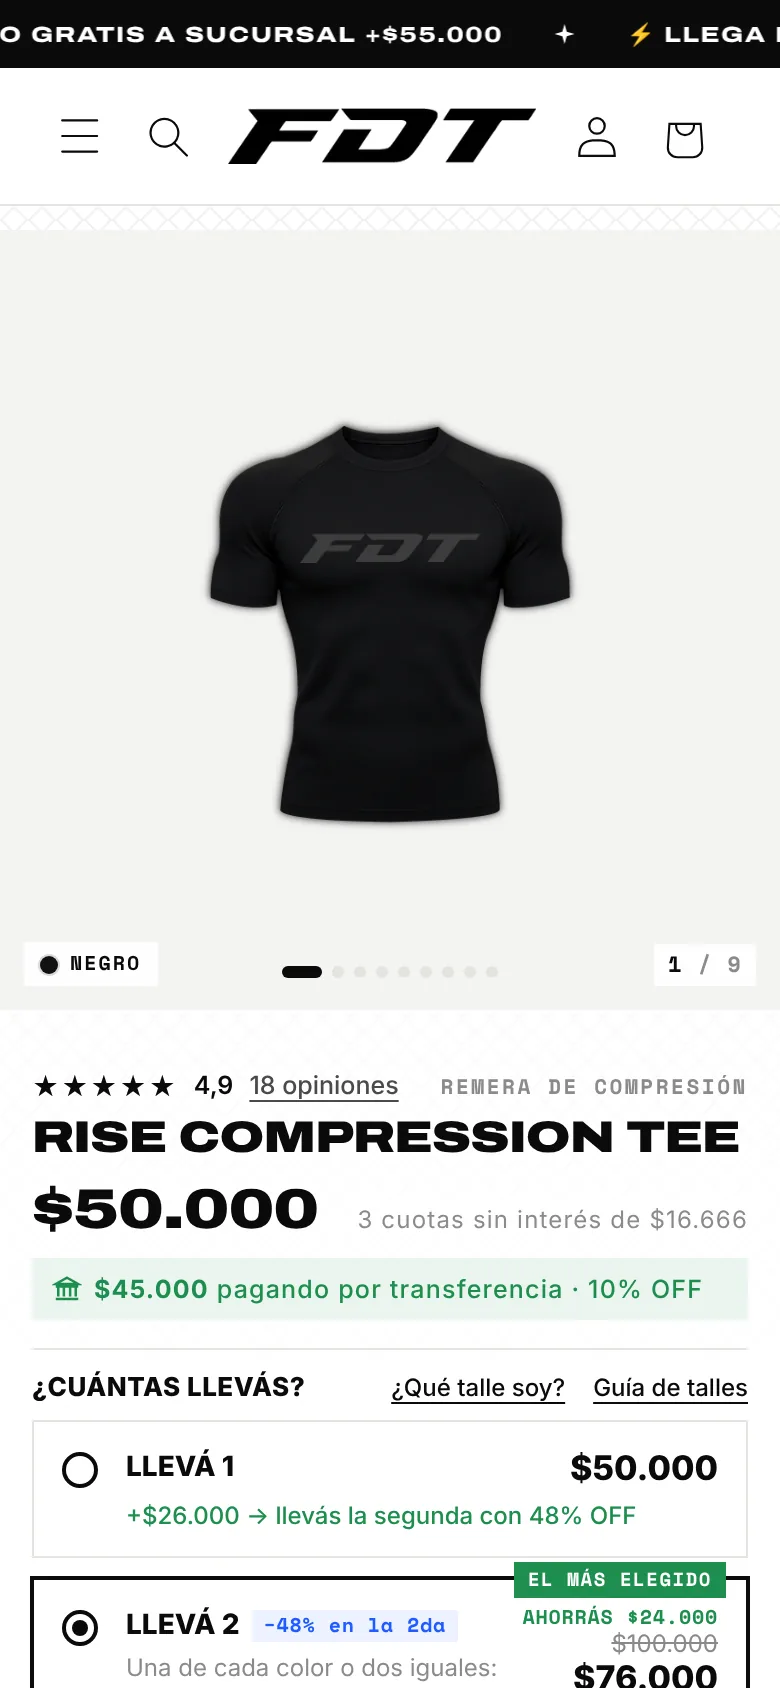 O GRATIS A SUCURSAL +$55.000 ✦ ⚡ LLEGA
FDT
FDT
NEGRO
1 / 9
★★★★★ 4,9 18 opiniones REMERA DE COMPRESIÓN
RISE COMPRESSION TEE
$50.000 3 cuotas sin interés de $16.666
$45.000 pagando por transferencia · 10% OFF
¿CUÁNTAS LLEVÁS? ¿Qué talle soy? Guía de talles
LLEVÁ 1 $50.000
+$26.000 → llevás la segunda con 48% OFF
EL MÁS ELEGIDO
LLEVÁ 2 -48% en la 2da AHORRÁS $24.000
$100.000
Una de cada color o dos iguales: $76.000